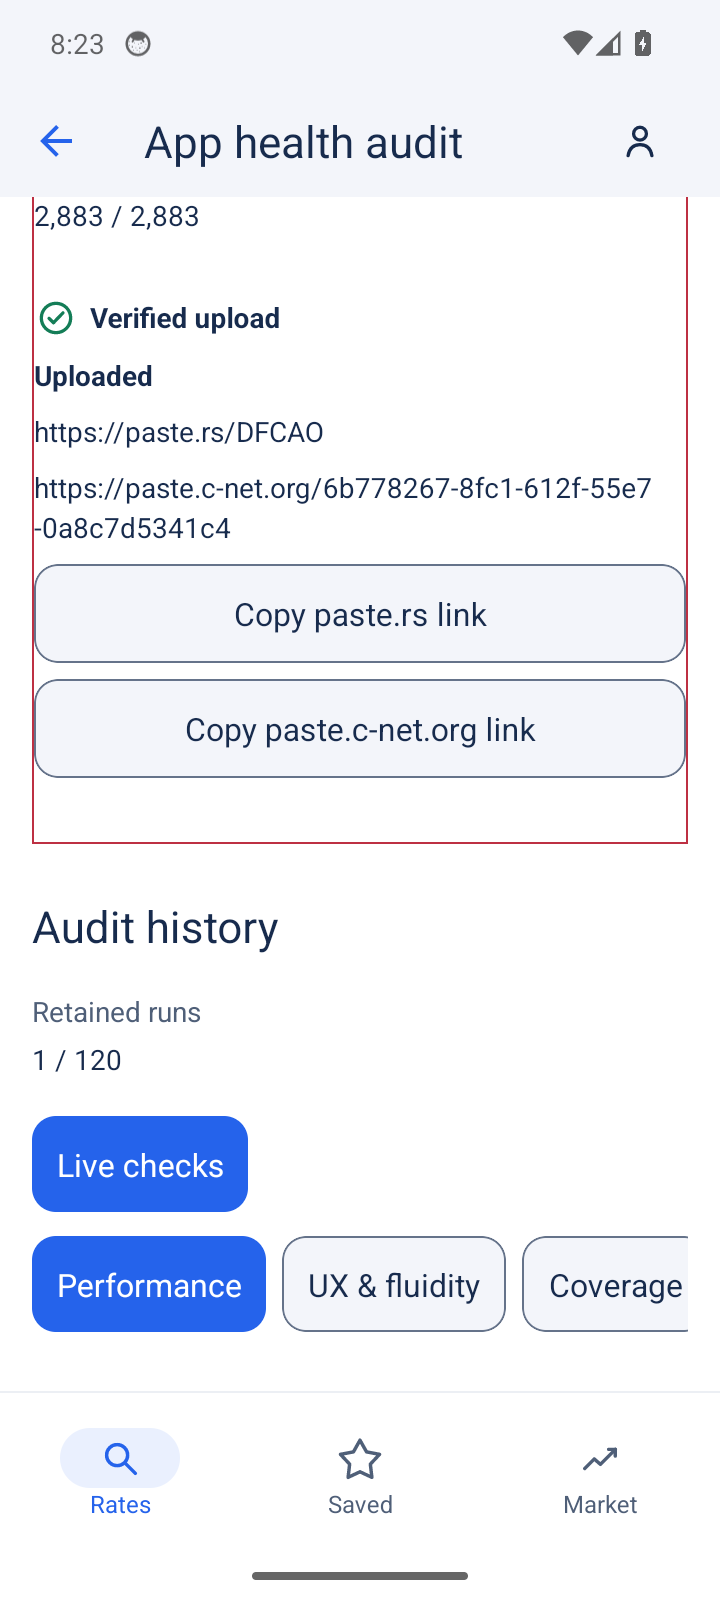 8:23
App health audit
2,883 / 2,883
Verified upload
Uploaded
https://paste.rs/DFCAO
https://paste.c-net.org/6b778267-8fc1-612f-55e7
-0a8c7d5341c4
Copy paste.rs link
Copy paste.c-net.org link
Audit history
Retained runs
1 / 120
Live checks
Performance
UX & fluidity
Coverage
Rates
Saved
Market